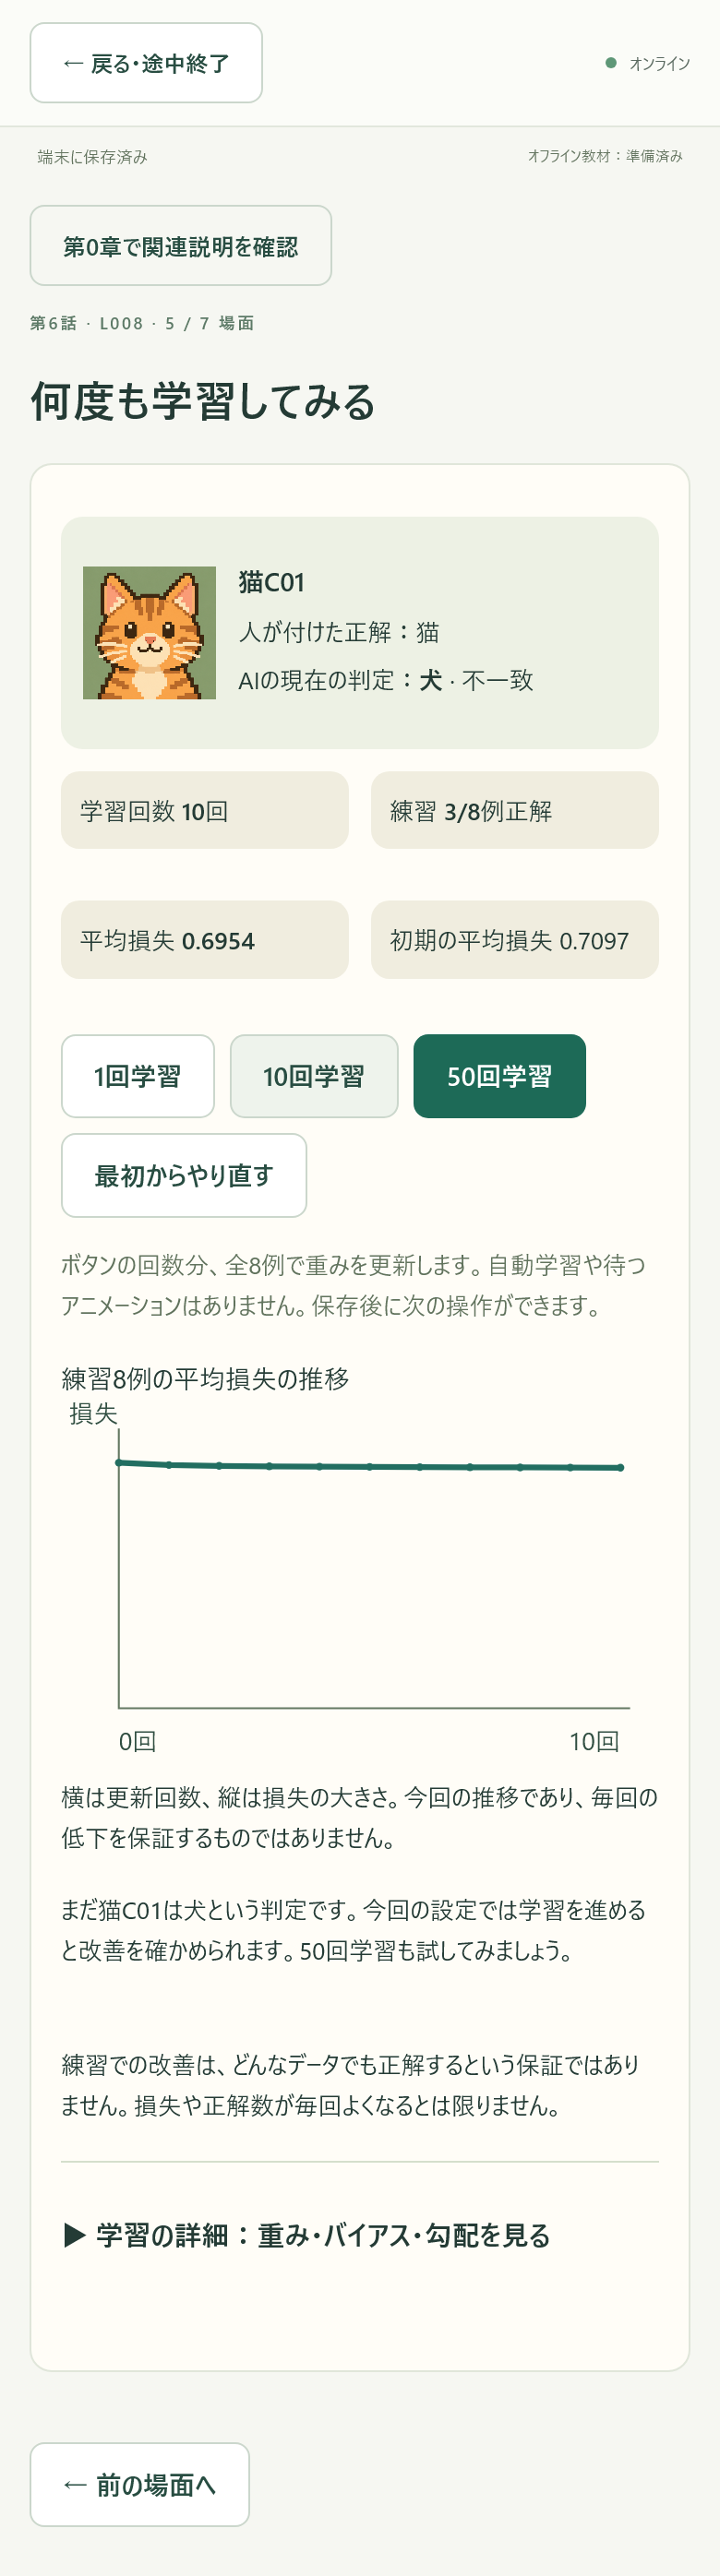 ← 戻る・途中終了
オンライン
端末に保存済み
オフライン教材：準備済み
第0章で関連説明を確認
第6話 · L008 · 5 / 7 場面
何度も学習してみる
猫C01
人が付けた正解：猫
AIの現在の判定：犬 · 不一致
学習回数 10回
練習 3/8例正解
平均損失 0.6954
初期の平均損失 0.7097
1回学習
10回学習
50回学習
最初からやり直す
ボタンの回数分、全8例で重みを更新します。自動学習や待つ
アニメーションはありません。保存後に次の操作ができます。
練習8例の平均損失の推移
損失
0回
10回
横は更新回数、縦は損失の大きさ。今回の推移であり、毎回の
低下を保証するものではありません。
まだ猫C01は犬という判定です。今回の設定では学習を進める
と改善を確かめられます。50回学習も試してみましょう。
練習での改善は、どんなデータでも正解するという保証ではあり
ません。損失や正解数が毎回よくなるとは限りません。
▶ 学習の詳細：重み・バイアス・勾配を見る
← 前の場面へ